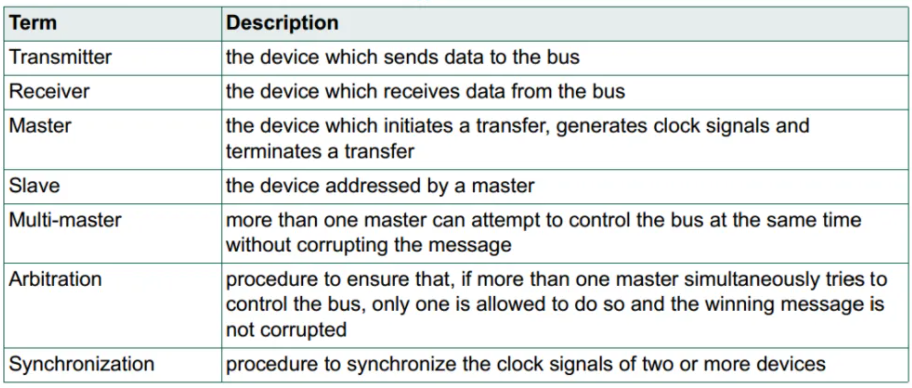 Term Description
Transmitter the device which sends data to the bus
Receiver the device which receives data from the bus
Master the device which initiates a transfer, generates clock signals and
terminates a transfer
Slave the device addressed by a master
Multi-master more than one master can attempt to control the bus at the same time
without corrupting the message
Arbitration procedure to ensure that, if more than one master simultaneously tries to
control the bus, only one is allowed to do so and the winning message is
not corrupted
Synchronization procedure to synchronize the clock signals of two or more devices